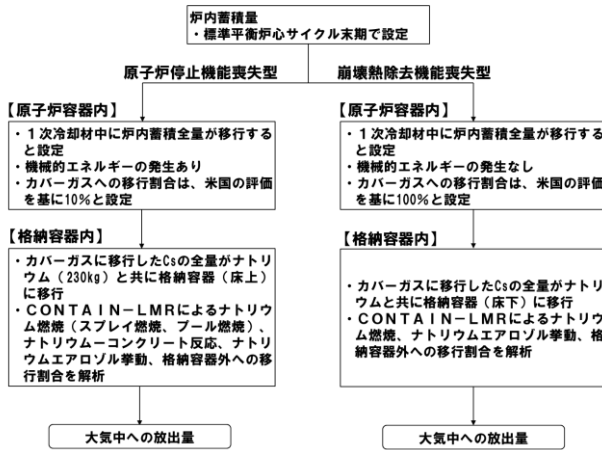 炉内蓄積量
・標準平衡炉心サイクル末期で設定
原子炉停止機能喪失型
崩壊熱除去機能喪失型
【原子炉容器内】
・１次冷却材中に炉内蓄積全量が移行する
と設定
・機械的エネルギーの発生あり
・カバーガスへの移行割合は、米国の評価
を基に10％と設定
【格納容器内】
・カバーガスに移行したCsの全量がナトリ
ウム（230kg）と共に格納容器（床上）
に移行
・ＣＯＮＴＡＩＮ－ＬＭＲによるナトリウム
燃焼（スプレイ燃焼、プール燃焼）、
ナトリウムーコンクリート反応、ナトリ
ウムエアロゾル挙動、格納容器外への移
行割合を解析
大気中への放出量
【原子炉容器内】
・１次冷却材中に炉内蓄積全量が移行する
と設定
・機械的エネルギーの発生なし
・カバーガスへの移行割合は、米国の評価
を基に100％と設定
【格納容器内】
・カバーガスに移行したCsの全量がナトリ
ウムと共に格納容器（床下）に移行
・ＣＯＮＴＡＩＮ－ＬＭＲによるナトリウ
ム燃焼、ナトリウムエアロゾル挙動、格
納容器外への移行割合を解析
大気中への放出量